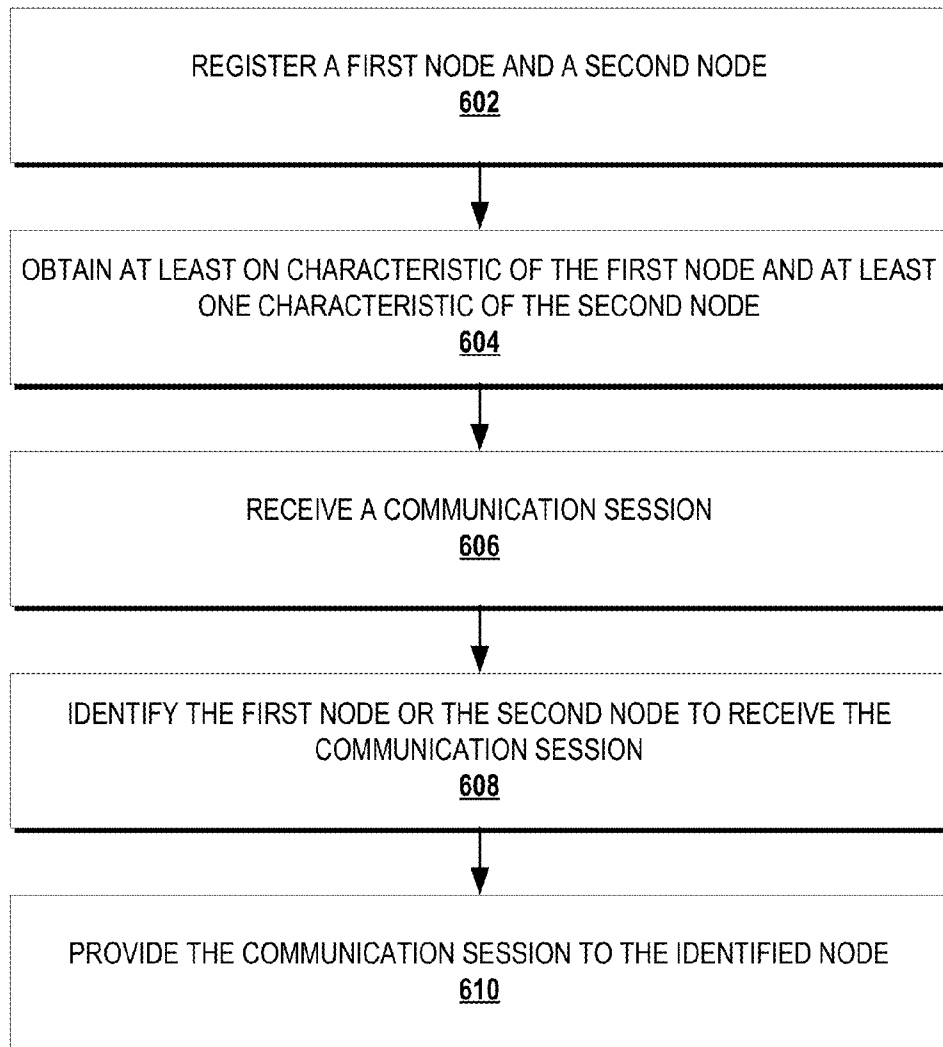 REGISTER A FIRST NODE AND A SECOND NODE
602
OBTAIN AT LEAST ON CHARACTERISTIC OF THE FIRST NODE AND AT LEAST
ONE CHARACTERISTIC OF THE SECOND NODE
604
RECEIVE A COMMUNICATION SESSION
606
IDENTIFY THE FIRST NODE OR THE SECOND NODE TO RECEIVE THE
COMMUNICATION SESSION
608
PROVIDE THE COMMUNICATION SESSION TO THE IDENTIFIED NODE
610